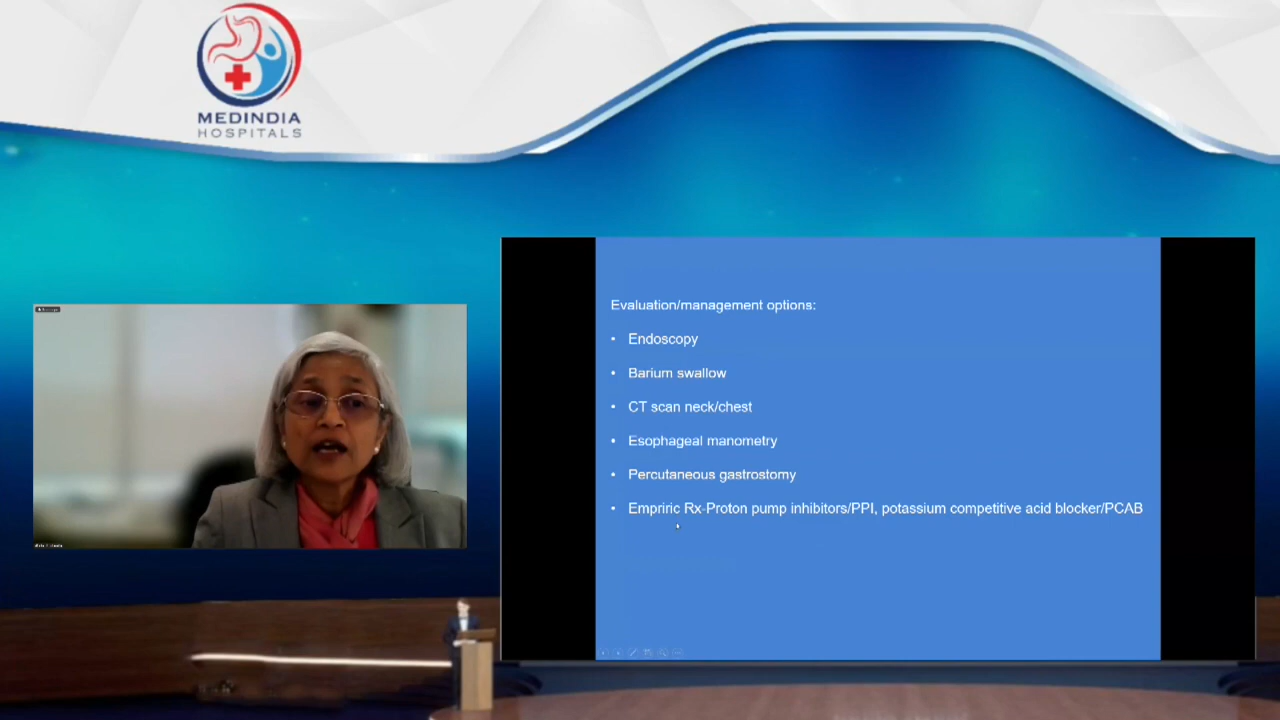 MEDINDIA
HOSPITALS
Evaluation/management options:
• Endoscopy
• Barium swallow
• CT scan neck/chest
• Esophageal manometry
• Percutaneous gastrostomy
• Empriric Rx-Proton pump inhibitors/PPI, potassium competitive acid blocker/PCAB